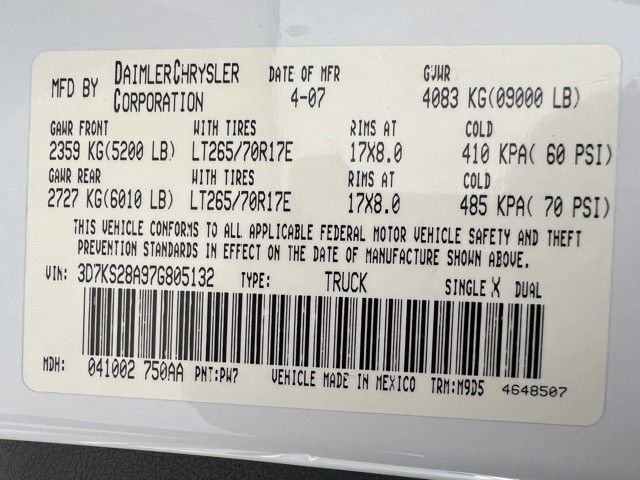 MFD BY DAIMLERCHRYSLER CORPORATION DATE OF MFR 4-07 GVWR 4083 KG(09000 LB)
GAWR FRONT WITH TIRES RIMS AT COLD
2359 KG(5200 LB) LT265/70R17E 17X8.0 410 KPA( 60 PSI)
GAWR REAR WITH TIRES RIMS AT COLD
2727 KG(6010 LB) LT265/70R17E 17X8.0 485 KPA( 70 PSI)
THIS VEHICLE CONFORMS TO ALL APPLICABLE FEDERAL MOTOR VEHICLE SAFETY AND THEFT
PREVENTION STANDARDS IN EFFECT ON THE DATE OF MANUFACTURE SHOWN ABOVE.
VIN: 3D7KS28A97G805132 TYPE: TRUCK SINGLE X DUAL
MDH: 041002 750AA PNT:PW7 VEHICLE MADE IN MEXICO TRM:M9D5 4648507